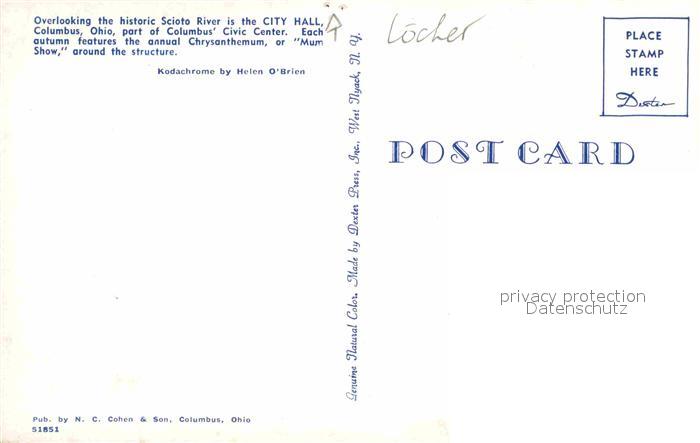 Overlooking the historic Scioto River is the CITY HALL,
Columbus, Ohio, part of Columbus' Civic Center. Each
autumn features the annual Chrysanthemum, or "Mum
Show," around the structure.
Kodachrome by Helen O'Brien
Genuine Natural Color. Made by Dexter Press, Inc., West Nyack, N. Y.
Löcher
PLACE
STAMP
HERE
Dexter
POST CARD
privacy protection
Datenschutz
Pub. by N. C. Cohen & Son, Columbus, Ohio
51851